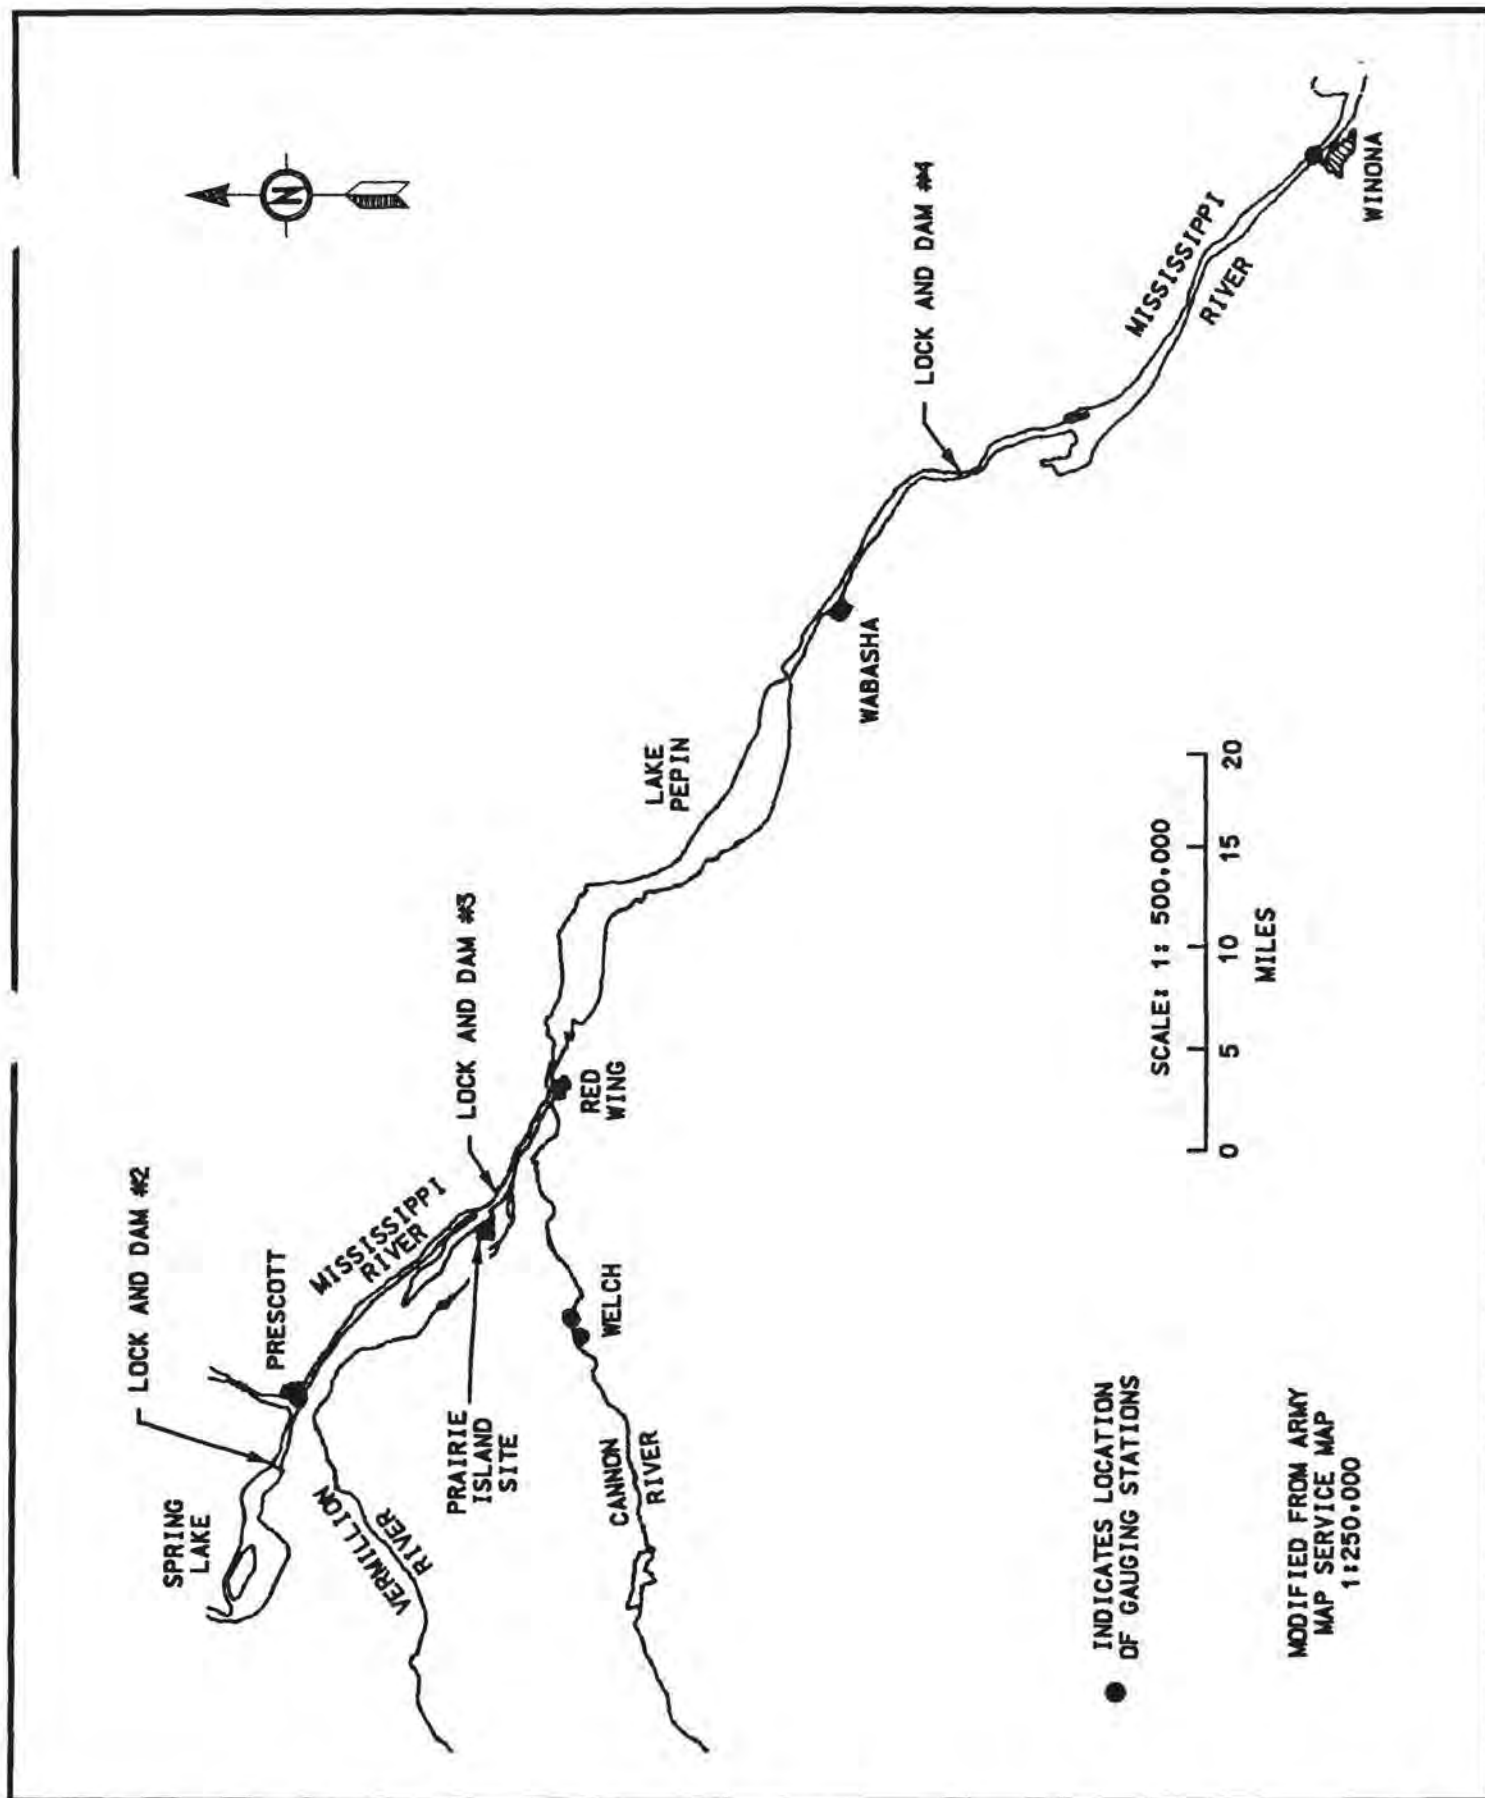 LOCK AND DAM #2
SPRING
LAKE
PRESCOTT
MISSISSIPPI
RIVER
VERMILLION
RIVER
PRAIRIE
ISLAND
SITE
LOCK AND DAM #3
CANNON
RIVER
WELCH
RED
WING
LAKE
PEPIN
WABASHA
LOCK AND DAM #4
MISSISSIPPI
RIVER
WINONA
N
INDICATES LOCATION
OF GAUGING STATIONS
MODIFIED FROM ARMY
MAP SERVICE MAP
1:250,000
SCALE: 1: 500,000
0 5 10 15 20
MILES